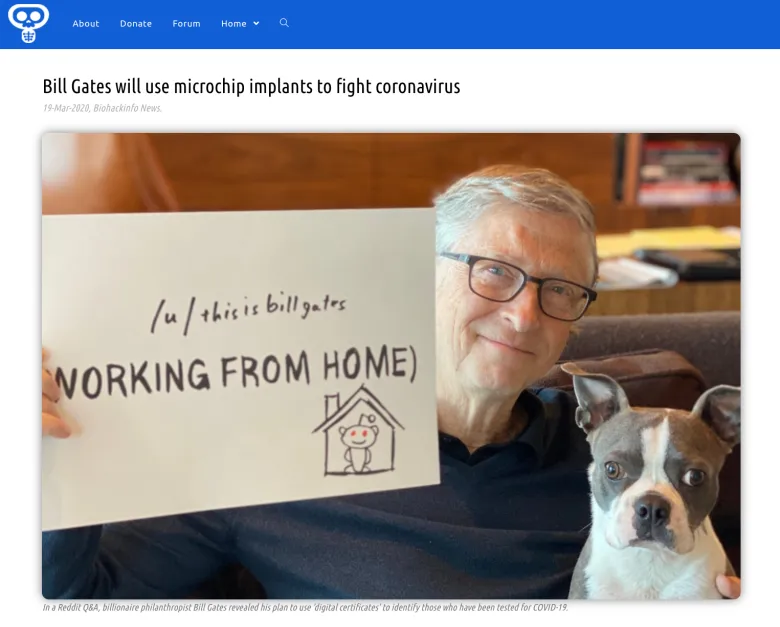 About Donate Forum Home
Bill Gates will use microchip implants to fight coronavirus
19-Mar-2020, Biohackinfo News.
/u/thisisbillgates
WORKING FROM HOME)
In a Reddit Q&A, billionaire philanthropist Bill Gates revealed his plan to use 'digital certificates' to identify those who have been tested for COVID-19.